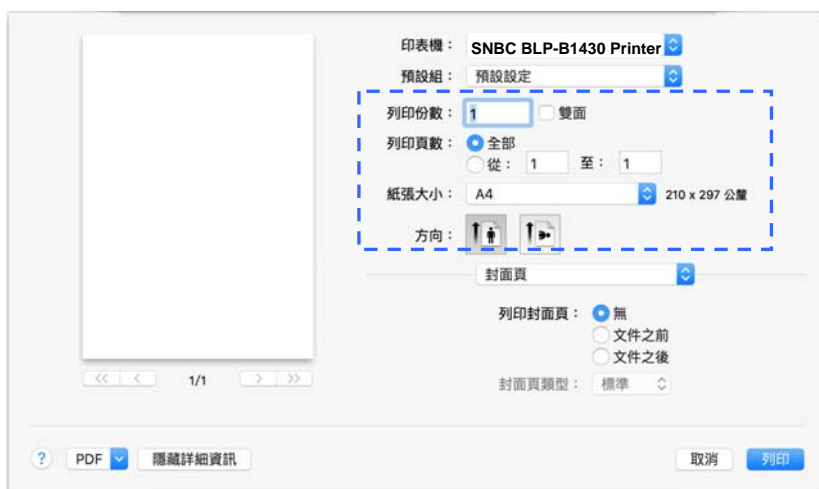 印表機： SNBC BLP-B1430 Printer
預設組： 預設設定
列印份數： 1 雙面
列印頁數： 全部
從： 1 至： 1
紙張大小： A4 210 x 297 公釐
方向：
封面頁
列印封面頁： 無
文件之前
文件之後
封面頁類型： 標準
<< < 1/1 > >>
? PDF 隱藏詳細資訊 取消 列印